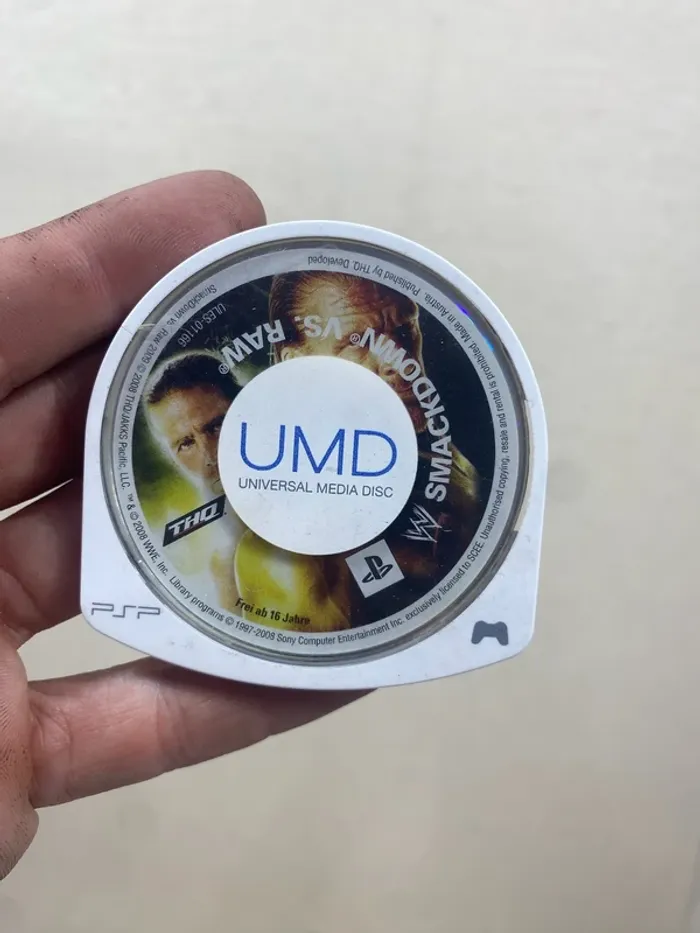 UMD
UNIVERSAL MEDIA DISC
SMACKDOWN® VS. RAW®
ULES-01166
THQ
Frei ab 16 Jahre
PSP
SmackDown vs. Raw 2009 © 2008 THQ/JAKKS Pacific, LLC. ™ & © 2008 WWE, Inc. Library programs © 1997-2008 Sony Computer Entertainment Inc. exclusively licensed to SCEE. Unauthorised copying, resale and rental is prohibited. Made in Austria. Published by THQ. Developed